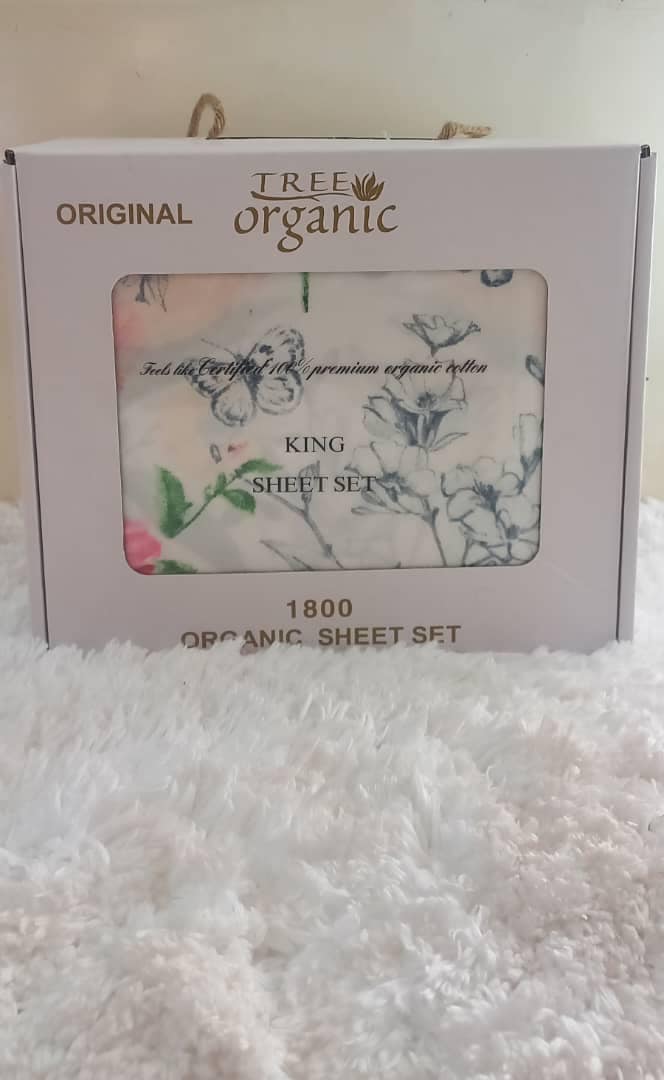 ORIGINAL
TREE
organic
Feels like Certified 100% premium organic cotton
KING
SHEET SET
1800
ORGANIC SHEET SET